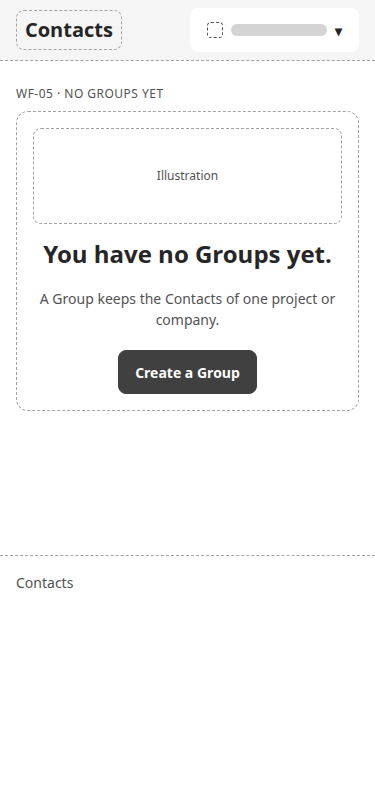 Contacts
▼
WF-05 · NO GROUPS YET
Illustration
You have no Groups yet.
A Group keeps the Contacts of one project or
company.
Create a Group
Contacts